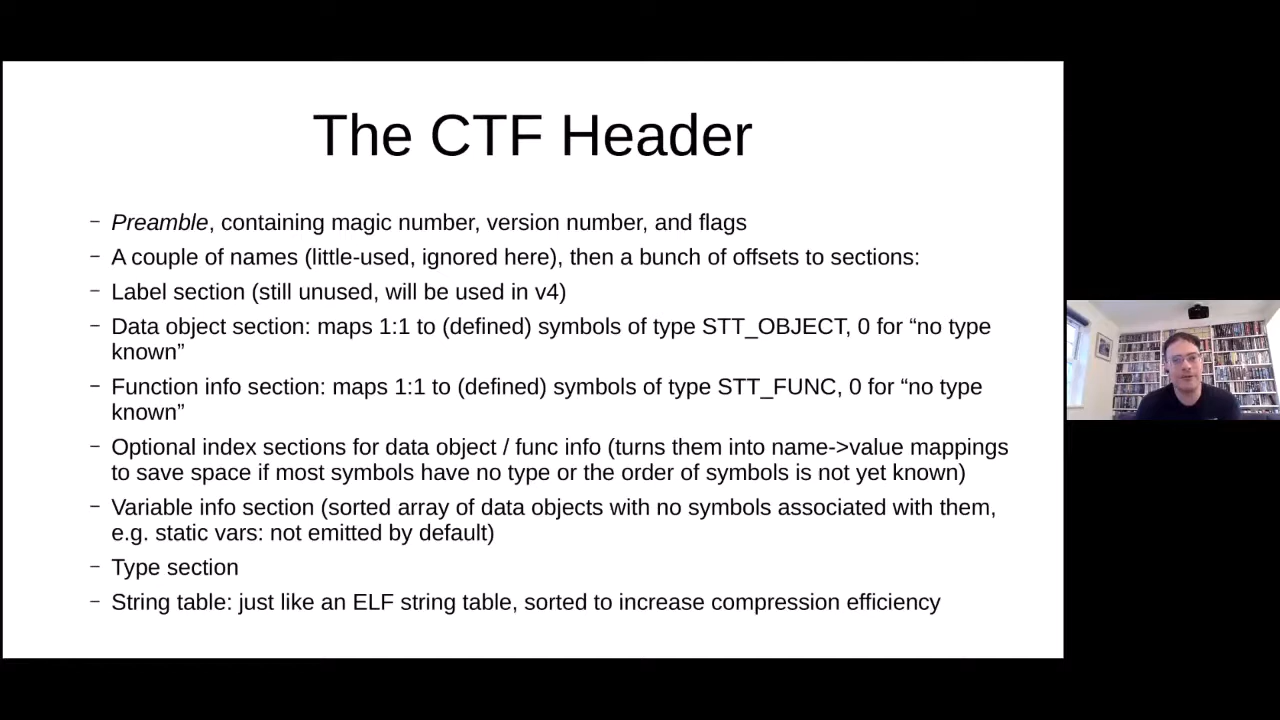 The CTF Header
– Preamble, containing magic number, version number, and flags
– A couple of names (little-used, ignored here), then a bunch of offsets to sections:
– Label section (still unused, will be used in v4)
– Data object section: maps 1:1 to (defined) symbols of type STT_OBJECT, 0 for “no type
known”
– Function info section: maps 1:1 to (defined) symbols of type STT_FUNC, 0 for “no type
known”
– Optional index sections for data object / func info (turns them into name->value mappings
to save space if most symbols have no type or the order of symbols is not yet known)
– Variable info section (sorted array of data objects with no symbols associated with them,
e.g. static vars: not emitted by default)
– Type section
– String table: just like an ELF string table, sorted to increase compression efficiency